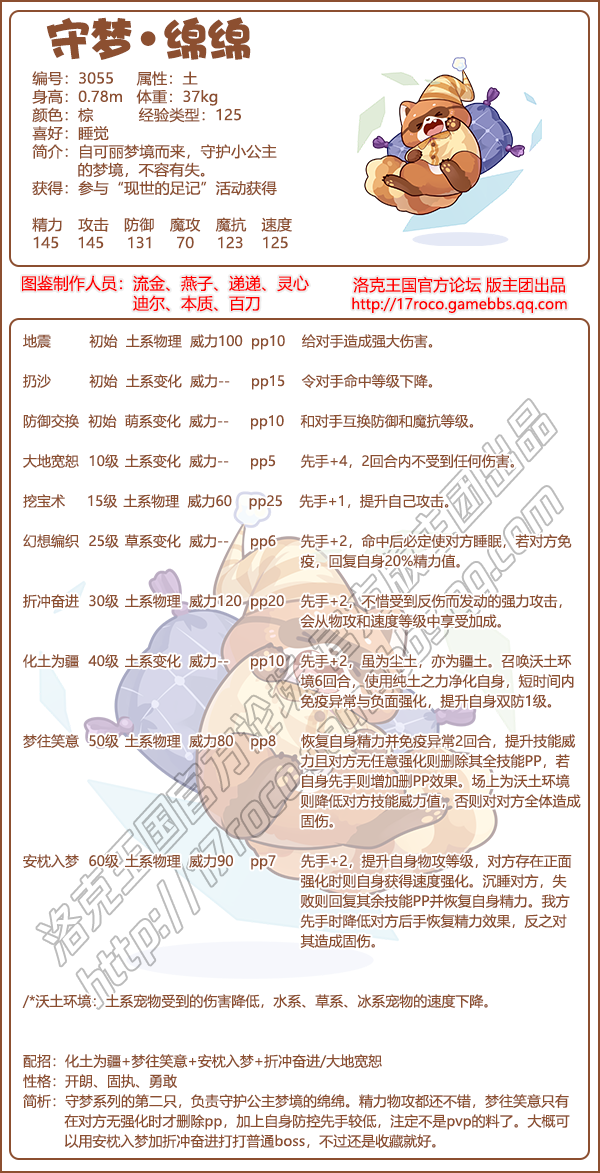 守梦·绵绵
编号：3055 属性：土
身高：0.78m 体重：37kg
颜色：棕 经验类型：125
喜好：睡觉
简介：自可丽梦境而来，守护小公主
的梦境，不容有失。
获得：参与“现世的足记”活动获得
精力 攻击 防御 魔攻 魔抗 速度
145 145 131 70 123 125
图鉴制作人员：流金、燕子、递递、灵心
迪尔、本质、百刀
洛克王国官方论坛 版主团出品
http://17roco.gamebbs.qq.com
地震 初始 土系物理 威力100 pp10 给对手造成强大伤害。
扔沙 初始 土系变化 威力-- pp15 令对手命中等级下降。
防御交换 初始 萌系变化 威力-- pp10 和对手互换防御和魔抗等级。
大地宽恕 10级 土系变化 威力-- pp5 先手+4，2回合内不受到任何伤害。
挖宝术 15级 土系物理 威力60 pp25 先手+1，提升自己攻击。
幻想编织 25级 草系变化 威力-- pp6 先手+2，命中后必定使对方睡眠，若对方免
疫，回复自身20%精力值。
折冲奋进 30级 土系物理 威力120 pp20 先手+2，不惜受到反伤而发动的强力攻击，
会从物攻和速度等级中享受加成。
化土为疆 40级 土系变化 威力-- pp10 先手+2，虽为尘土，亦为疆土。召唤沃土环
境6回合，使用纯土之力净化自身，短时间内
免疫异常与负面强化，提升自身双防1级。
梦往笑意 50级 土系物理 威力80 pp8 恢复自身精力并免疫异常2回合，提升技能威
力且对方无任意强化则删除其全技能PP，若
自身先手则增加删PP效果。场上为沃土环境
则降低对方技能威力值，否则对对方全体造成
固伤。
安枕入梦 60级 土系物理 威力90 pp7 先手+2，提升自身物攻等级，对方存在正面
强化时则自身获得速度强化。沉睡对方，失
败则回复其余技能PP并恢复自身精力。我方
先手时降低对方后手恢复精力效果，反之对
其造成固伤。
/*沃土环境：土系宠物受到的伤害降低，水系、草系、冰系宠物的速度下降。
配招：化土为疆+梦往笑意+安枕入梦+折冲奋进/大地宽恕
性格：开朗、固执、勇敢
简析：守梦系列的第二只，负责守护公主梦境的绵绵。精力物攻都还不错，梦往笑意只有
在对方无强化时才删除pp，加上自身防控先手较低，注定不是pvp的料了。大概可
以用安枕入梦加折冲奋进打打普通boss，不过还是收藏就好。
洛克王国官方论坛 版主团出品
http://17roco.gamebbs.qq.com